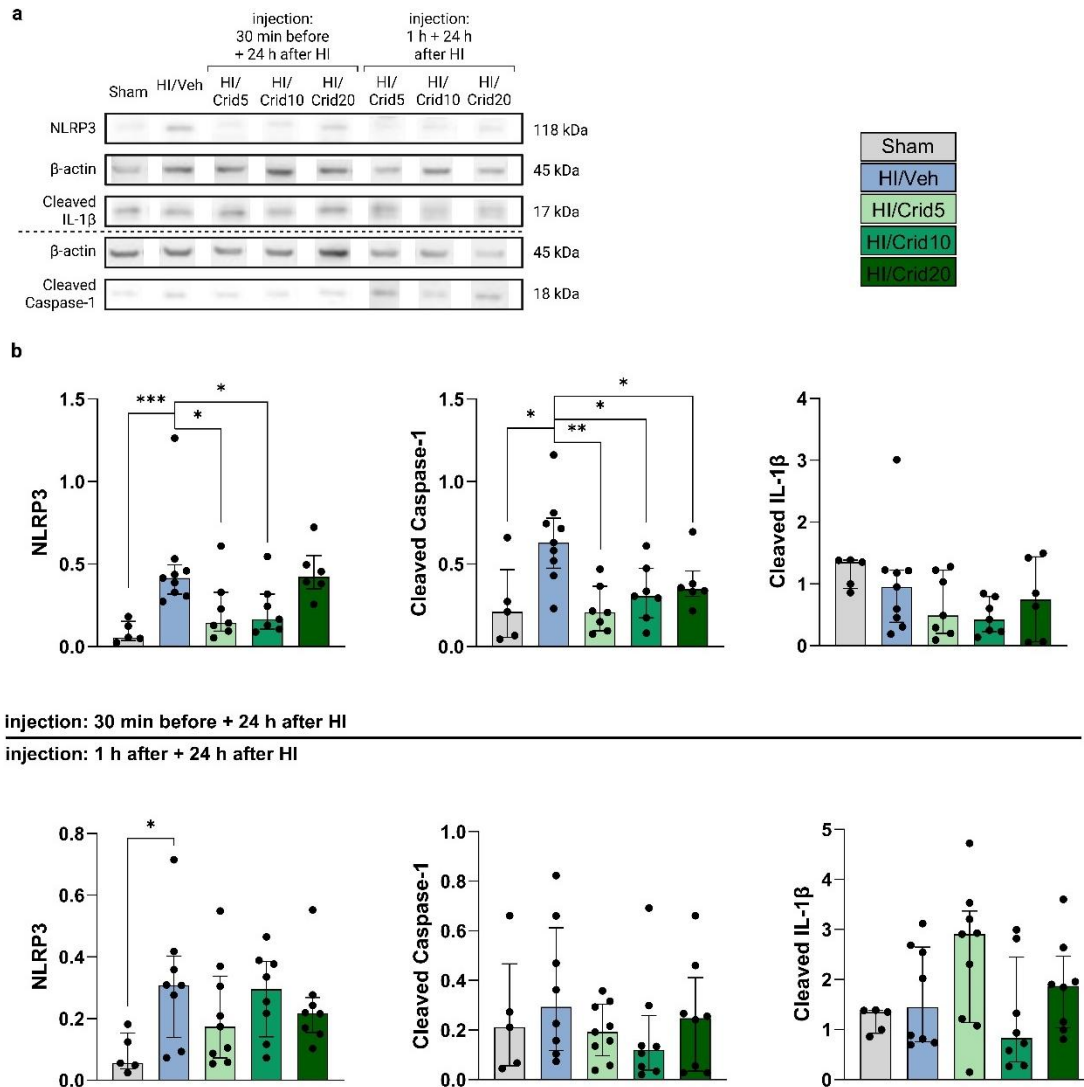 a
injection:
30 min before
+ 24 h after HI
injection:
1 h + 24 h
after HI
Sham HI/Veh HI/Crid5 HI/Crid10 HI/Crid20 HI/Crid5 HI/Crid10 HI/Crid20
NLRP3 118 kDa
β-actin 45 kDa
Cleaved
IL-1β 17 kDa
β-actin 45 kDa
Cleaved
Caspase-1 18 kDa
Sham
HI/Veh
HI/Crid5
HI/Crid10
HI/Crid20
b
NLRP3
1.5
1.0
0.5
0.0
***
*
*
Cleaved Caspase-1
1.5
1.0
0.5
0.0
*
**
*
*
Cleaved IL-1β
4
3
2
1
0
injection: 30 min before + 24 h after HI
injection: 1 h after + 24 h after HI
NLRP3
0.8
0.6
0.4
0.2
0.0
*
Cleaved Caspase-1
1.0
0.8
0.6
0.4
0.2
0.0
Cleaved IL-1β
5
4
3
2
1
0